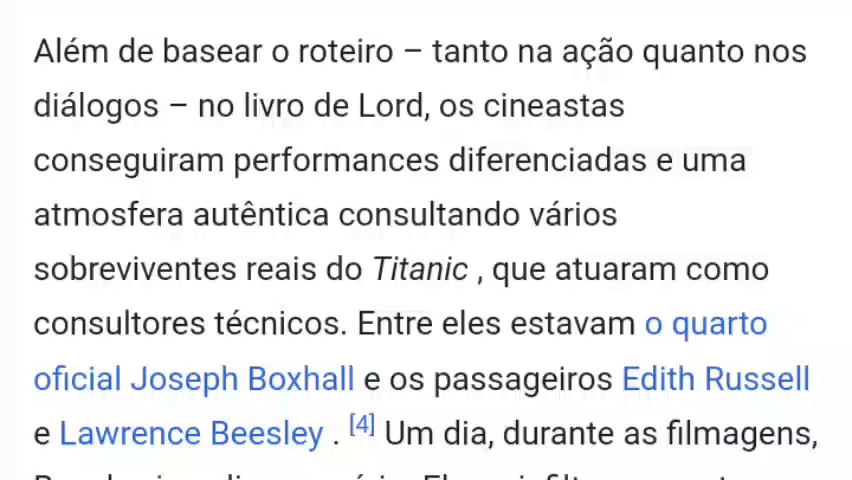 Além de basear o roteiro – tanto na ação quanto nos
diálogos – no livro de Lord, os cineastas
conseguiram performances diferenciadas e uma
atmosfera autêntica consultando vários
sobreviventes reais do Titanic , que atuaram como
consultores técnicos. Entre eles estavam o quarto
oficial Joseph Boxhall e os passageiros Edith Russell
e Lawrence Beesley . [4] Um dia, durante as filmagens,